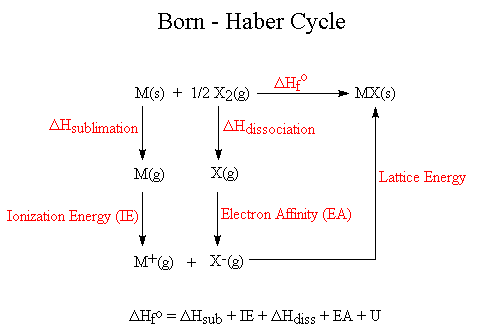 Born - Haber Cycle
ΔHf°
M(s) + 1/2 X2(g) MX(s)
ΔHsublimation ΔHdissociation
M(g) X(g) Lattice Energy
Ionization Energy (IE) Electron Affinity (EA)
M+(g) + X-(g)
ΔHf° = ΔHsub + IE + ΔHdiss + EA + U